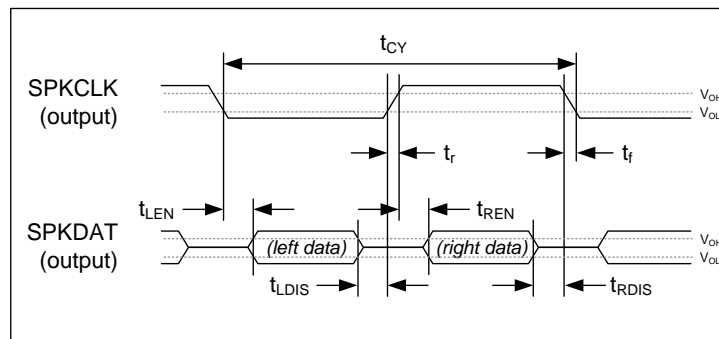 tCY
SPKCLK
(output)
VOH
VOL
tr
tf
tLEN
tREN
SPKDAT
(output)
(left data)
(right data)
VOH
VOL
tLDIS
tRDIS